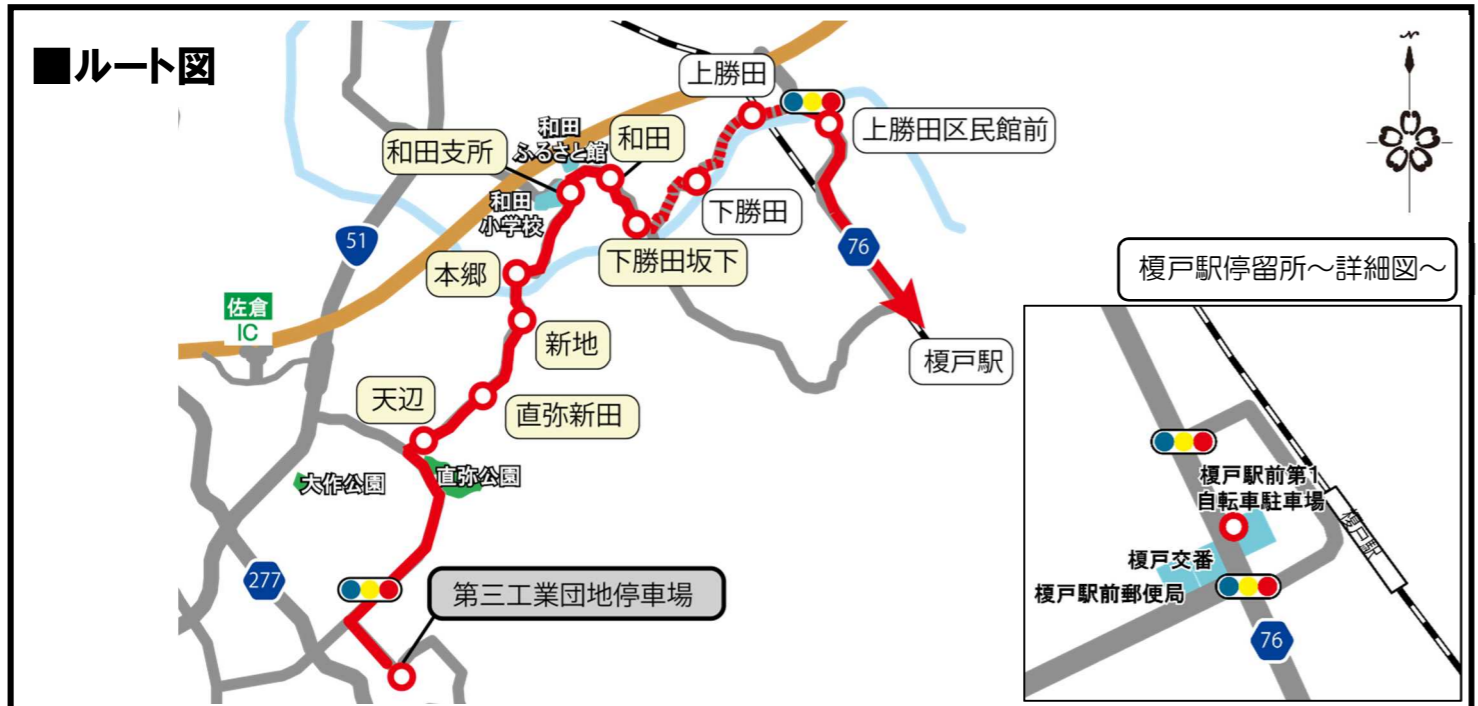 ■ルート図
N
上勝田
和田
ふるさと館
和田
上勝田区民館前
和田支所
和田
小学校
下勝田
51
下勝田坂下
76
本郷
榎戸駅停留所～詳細図～
佐倉
IC
新地
榎戸駅
天辺
直弥新田
大作公園
直弥公園
榎戸駅前第1
自転車駐車場
榎戸駅
榎戸交番
277
第三工業団地停車場
榎戸駅前郵便局
76